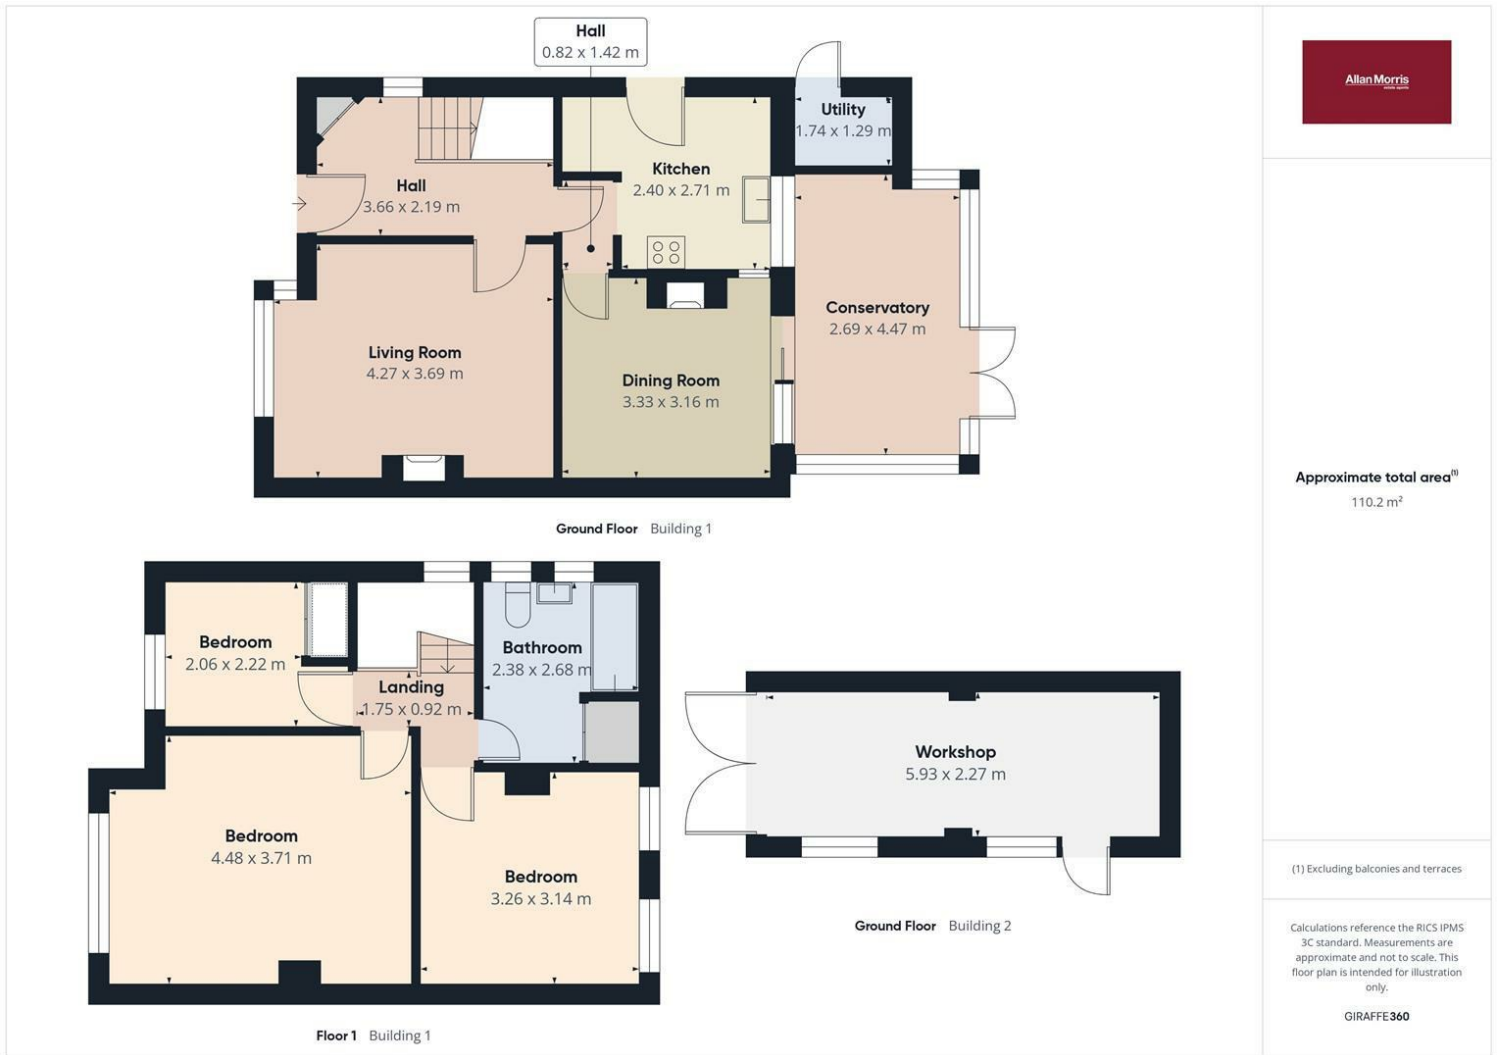 Hall
0.82 x 1.42 m
Utility
1.74 x 1.29 m
Kitchen
2.40 x 2.71 m
Hall
3.66 x 2.19 m
Conservatory
2.69 x 4.47 m
Living Room
4.27 x 3.69 m
Dining Room
3.33 x 3.16 m
Ground Floor Building 1
Bedroom
2.06 x 2.22 m
Bathroom
2.38 x 2.68 m
Landing
1.75 x 0.92 m
Bedroom
4.48 x 3.71 m
Bedroom
3.26 x 3.14 m
Floor 1 Building 1
Workshop
5.93 x 2.27 m
Ground Floor Building 2
Allan Morris
estate agents
Approximate total area(1)
110.2 m²
(1) Excluding balconies and terraces
Calculations reference the RICS IPMS
3C standard. Measurements are
approximate and not to scale. This
floor plan is intended for illustration
only.
GIRAFFE360